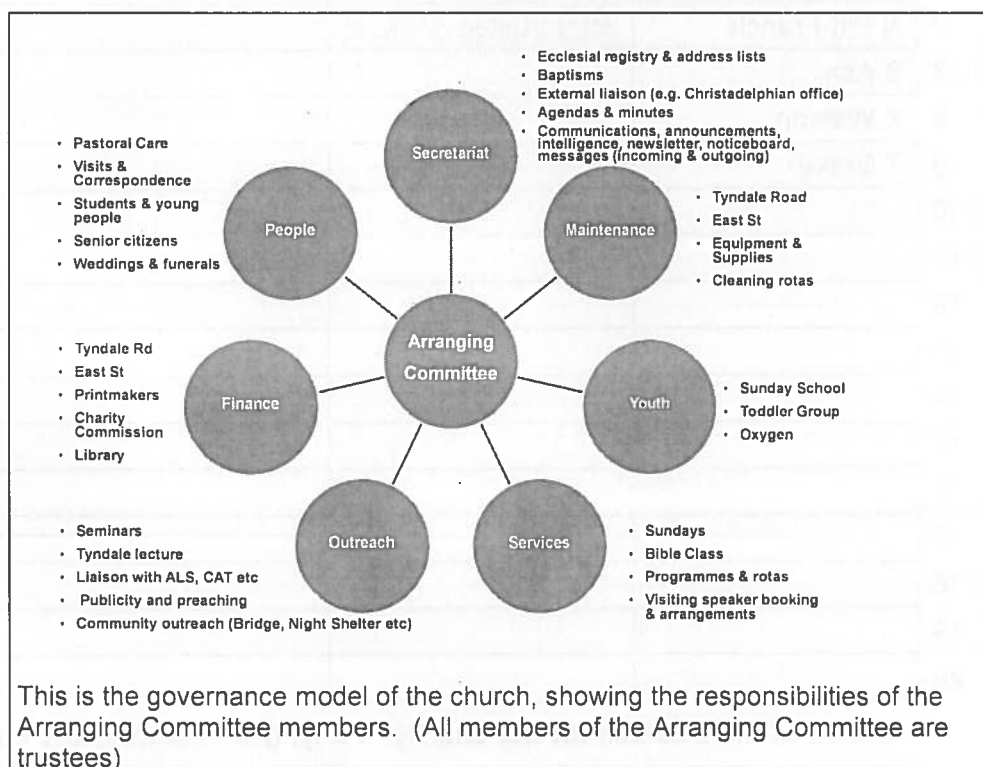 Secretariat
• Ecclesial registry & address lists
• Baptisms
• External liaison (e.g. Christadelphian office)
• Agendas & minutes
• Communications, announcements,
intelligence, newsletter, noticeboard,
messages (incoming & outgoing)
• Pastoral Care
• Visits &
Correspondence
• Students & young
people
• Senior citizens
• Weddings & funerals
People
Maintenance
• Tyndale Road
• East St
• Equipment &
Supplies
• Cleaning rotas
Arranging
Committee
• Tyndale Rd
• East St
• Printmakers
• Charity
Commission
• Library
Finance
Youth
• Sunday School
• Toddler Group
• Oxygen
• Seminars
• Tyndale lecture
• Liaison with ALS, CAT etc
• Publicity and preaching
• Community outreach (Bridge, Night Shelter etc)
Outreach
Services
• Sundays
• Bible Class
• Programmes & rotas
• Visiting speaker booking
& arrangements
This is the governance model of the church, showing the responsibilities of the
Arranging Committee members. (All members of the Arranging Committee are
trustees)